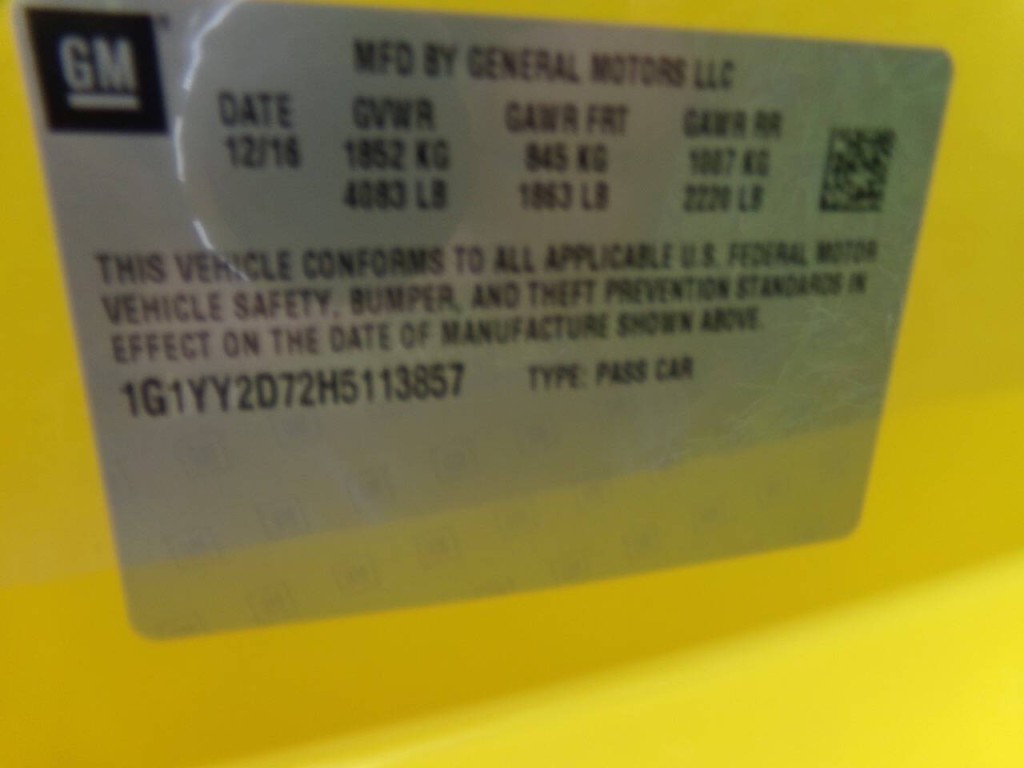 GM
MFD BY GENERAL MOTORS LLC
DATE GVWR GAWR FRT GAWR RR
12/16 1852 KG 845 KG 1007 KG
4083 LB 1863 LB 2220 LB
THIS VEHICLE CONFORMS TO ALL APPLICABLE U.S. FEDERAL MOTOR
VEHICLE SAFETY, BUMPER, AND THEFT PREVENTION STANDARDS IN
EFFECT ON THE DATE OF MANUFACTURE SHOWN ABOVE.
1G1YY2D72H5113857 TYPE: PASS CAR